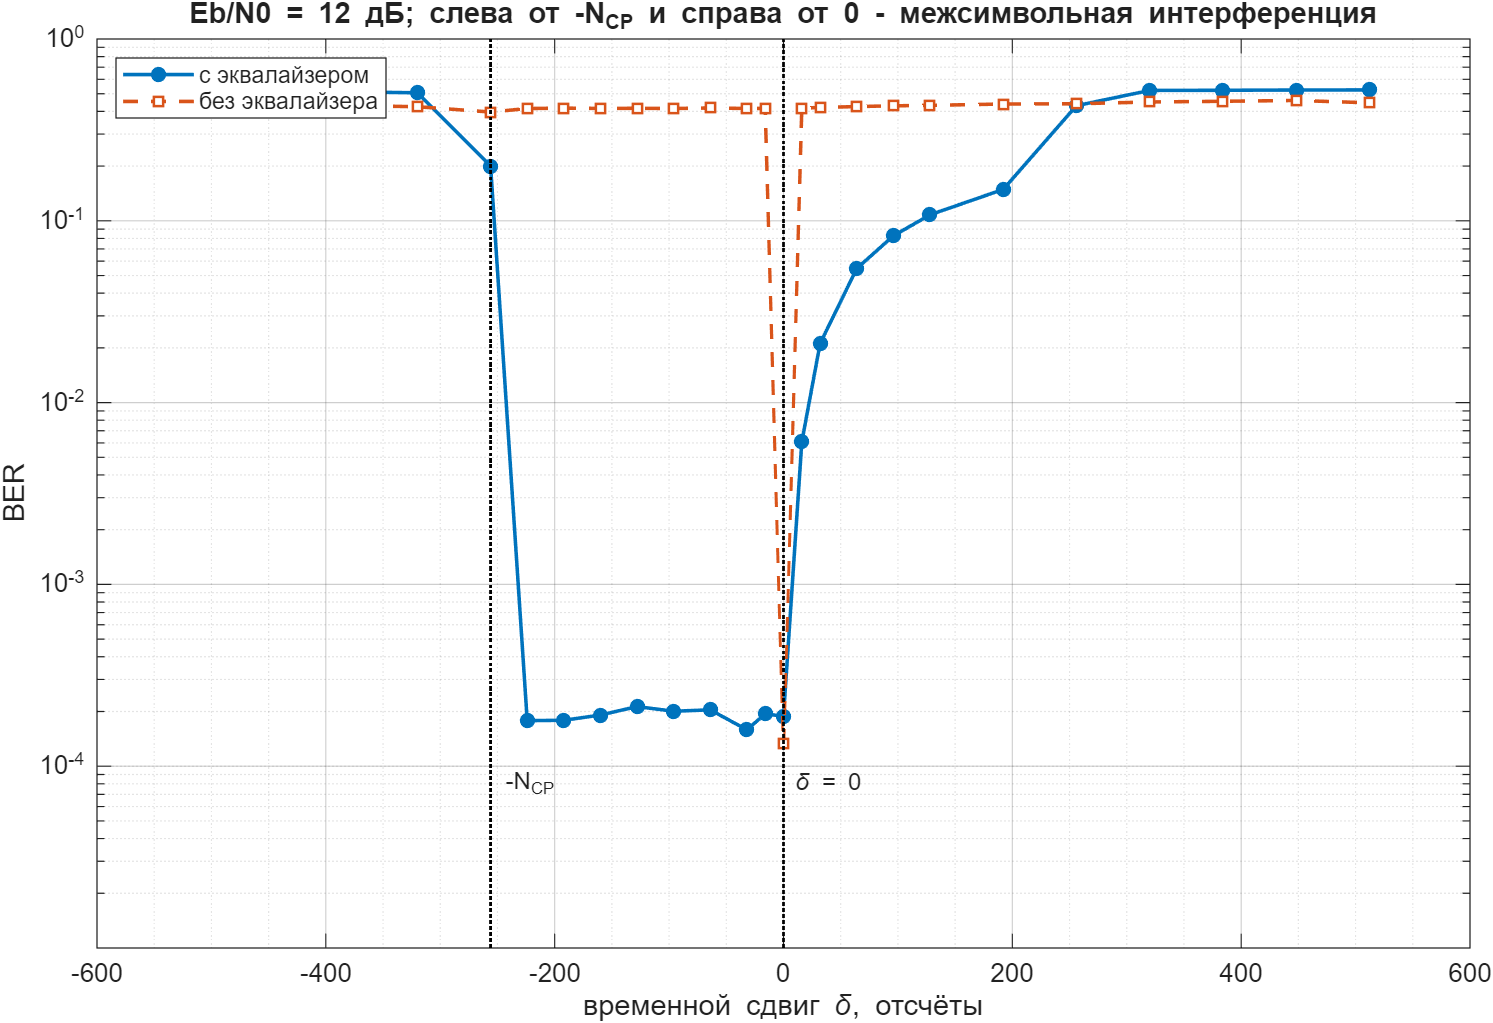 Eb/N0 = 12 дБ; слева от -N_CP и справа от 0 - межсимвольная интерференция
с эквалайзером
без эквалайзера
10^0
10^-1
10^-2
10^-3
10^-4
BER
-N_CP
δ = 0
-600 -400 -200 0 200 400 600
временной сдвиг δ, отсчёты